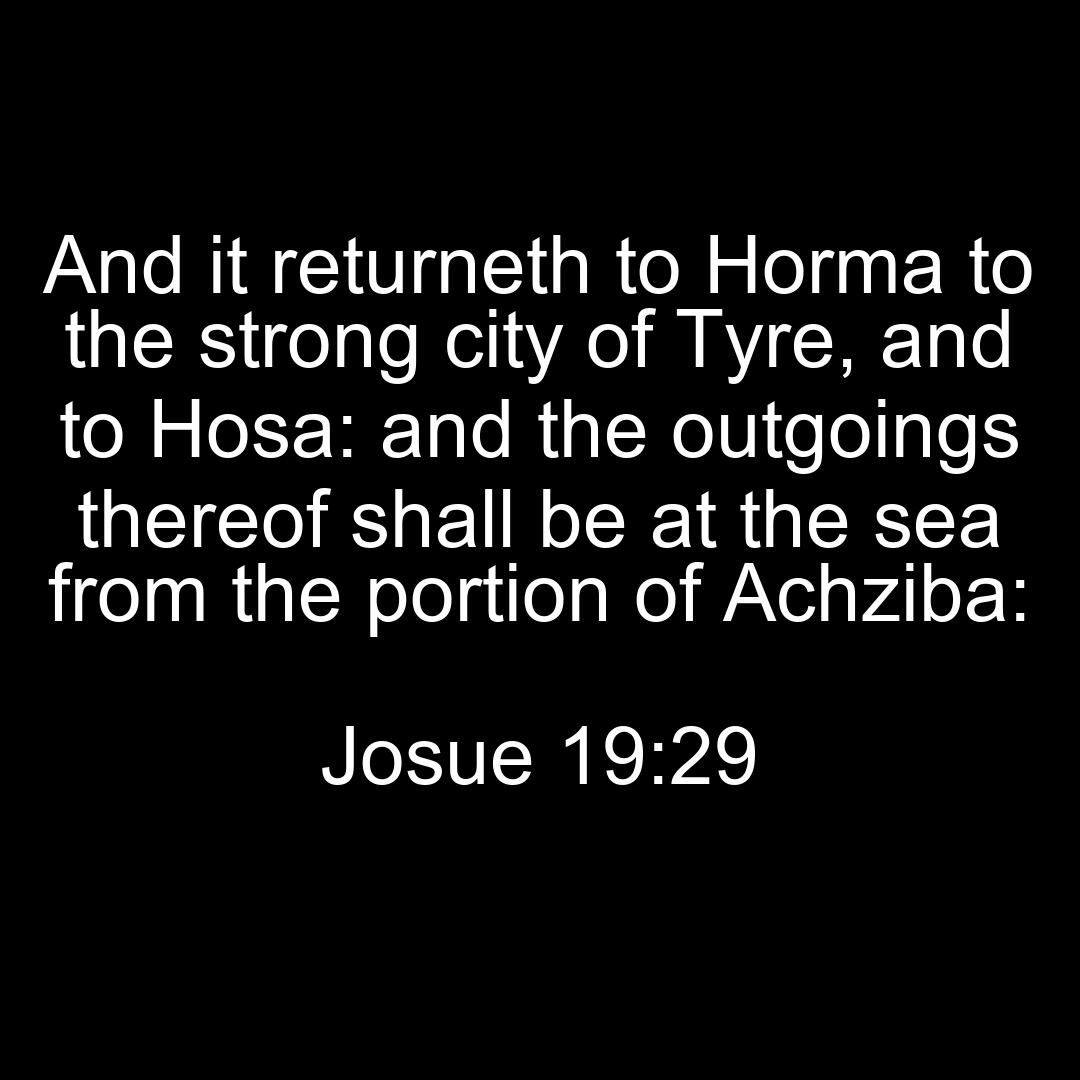 And it returneth to Horma to
the strong city of Tyre, and
to Hosa: and the outgoings
thereof shall be at the sea
from the portion of Achziba:
Josue 19:29